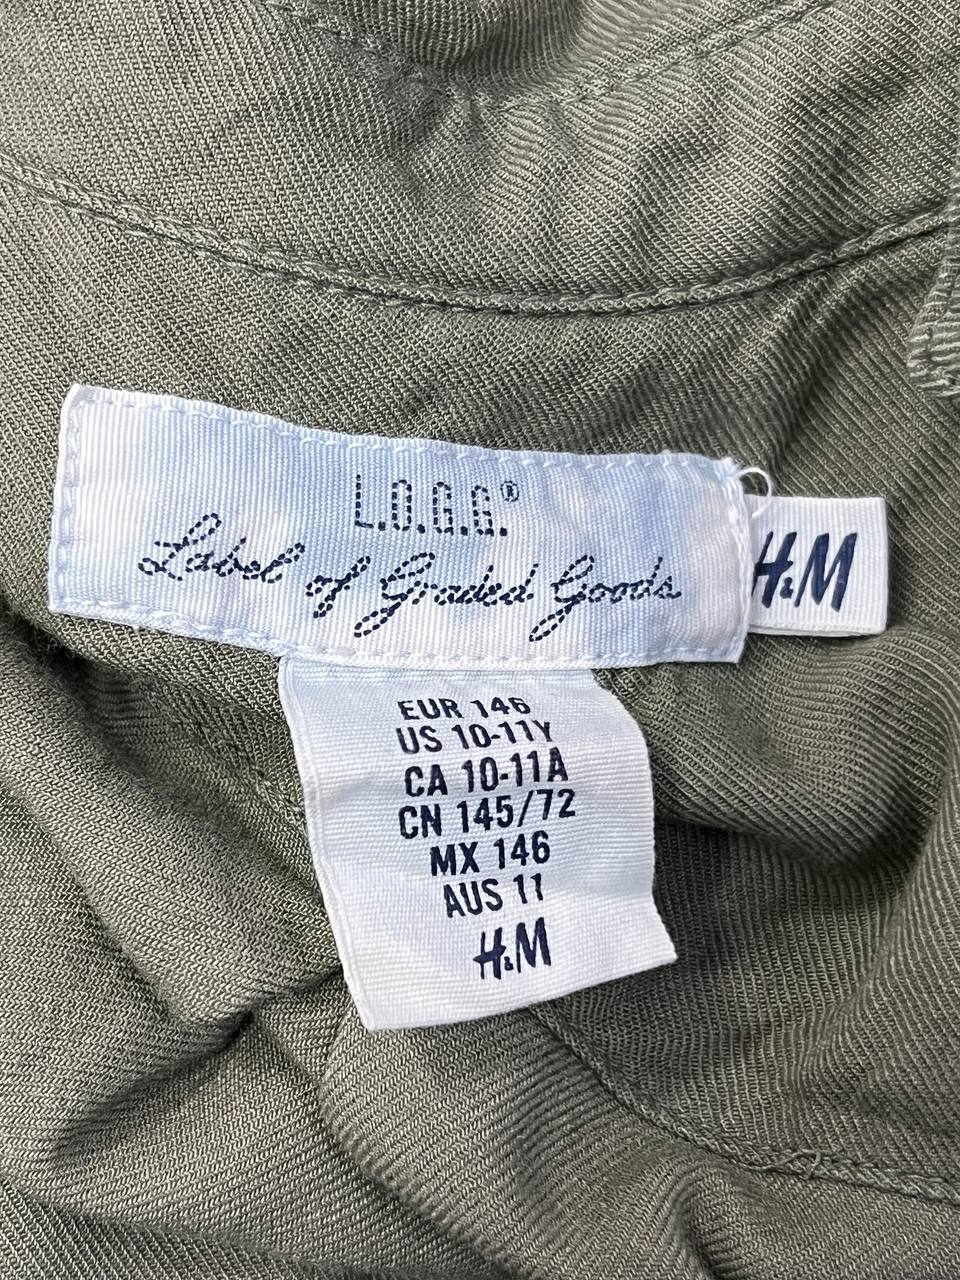 L.O.G.G.®
Label of Graded Goods
H&M
EUR 146
US 10-11Y
CA 10-11A
CN 145/72
MX 146
AUS 11
H&M